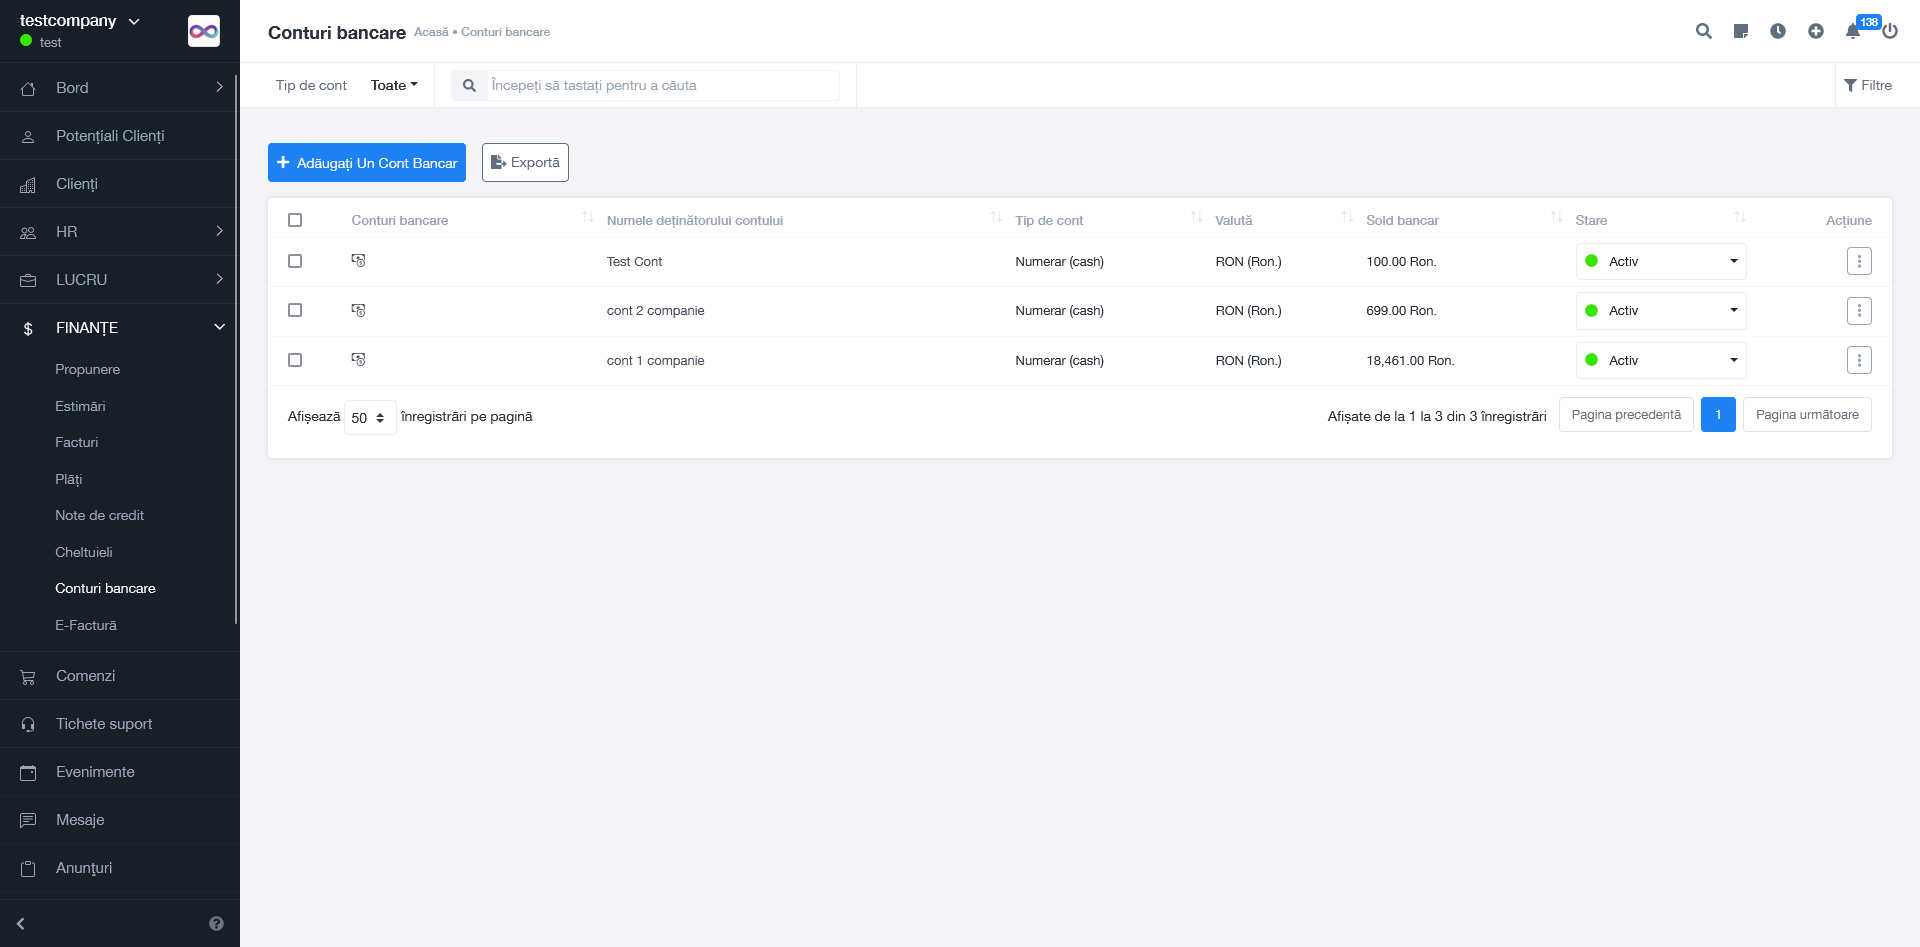 testcompany
test
Bord
Potențiali Clienți
Clienți
HR
LUCRU
$ FINANȚE
Propunere
Estimări
Facturi
Plăți
Note de credit
Cheltuieli
Conturi bancare
E-Factură
Comenzi
Tichete suport
Evenimente
Mesaje
Anunțuri
Conturi bancare Acasă • Conturi bancare
138
Tip de cont Toate Începeți să tastați pentru a căuta Filtre
+ Adăugați Un Cont Bancar Exportă
Conturi bancare Numele deținătorului contului Tip de cont Valută Sold bancar Stare Acțiune
Test Cont Numerar (cash) RON (Ron.) 100.00 Ron. Activ
cont 2 companie Numerar (cash) RON (Ron.) 699.00 Ron. Activ
cont 1 companie Numerar (cash) RON (Ron.) 18,461.00 Ron. Activ
Afișează 50 înregistrări pe pagină Afișate de la 1 la 3 din 3 înregistrări Pagina precedentă 1 Pagina următoare